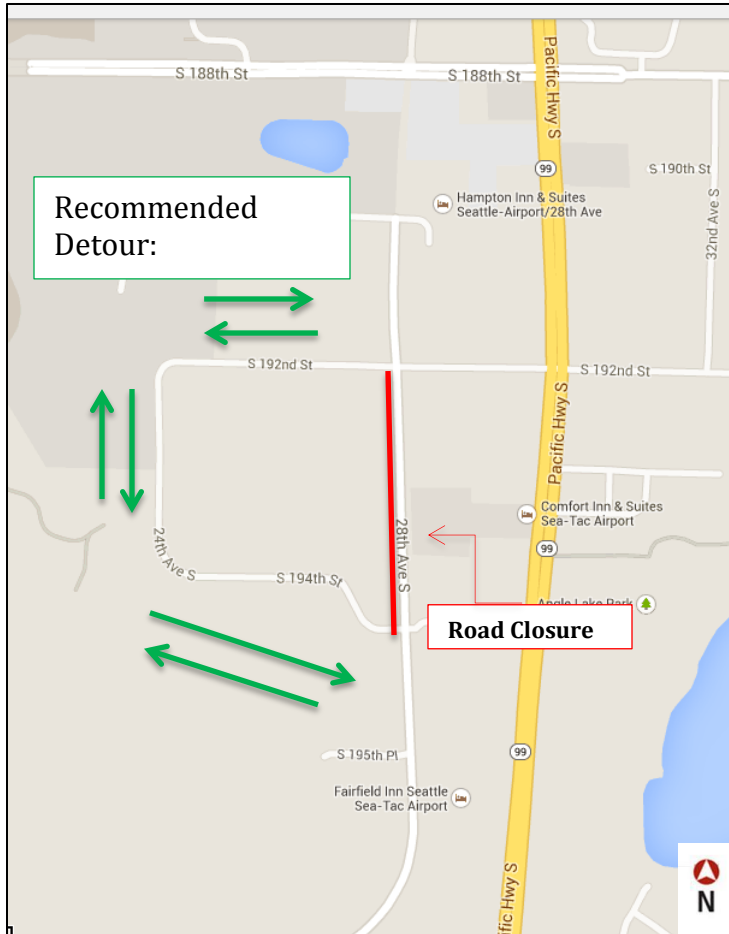 S 188th St
S 188th St
Pacific Hwy S
99
S 190th St
32nd Ave S
Hampton Inn & Suites
Seattle-Airport/28th Ave
Recommended
Detour:
S 192nd St
S 192nd St
Pacific Hwy S
Comfort Inn & Suites
Sea-Tac Airport
99
28th Ave S
24th Ave S
S 194th St
Angle Lake Park
Road Closure
99
S 195th Pl
Fairfield Inn Seattle
Sea-Tac Airport
Pacific Hwy S
N